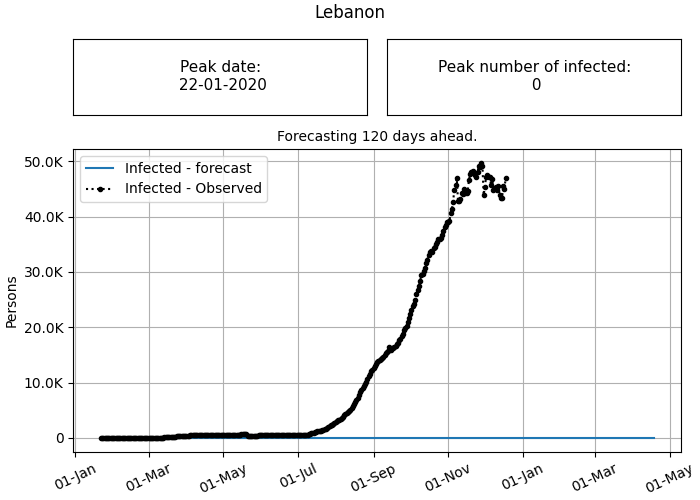 Lebanon
Peak date:
22-01-2020
Peak number of infected:
0
Forecasting 120 days ahead.
Infected - forecast
Infected - Observed
Persons
50.0K
40.0K
30.0K
20.0K
10.0K
0
01-Jan
01-Mar
01-May
01-Jul
01-Sep
01-Nov
01-Jan
01-Mar
01-May